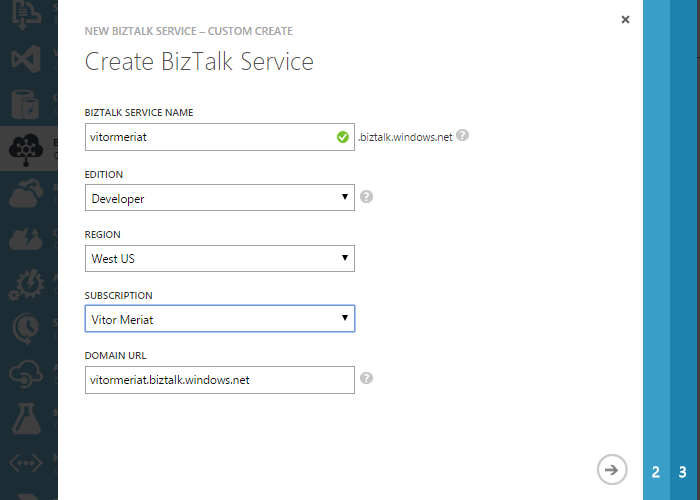 NEW BIZTALK SERVICE – CUSTOM CREATE
Create BizTalk Service
BIZTALK SERVICE NAME
vitormeriat .biztalk.windows.net ?
EDITION
Developer ?
REGION
West US
SUBSCRIPTION
Vitor Meriat
DOMAIN URL
vitormeriat.biztalk.windows.net ?
2 3